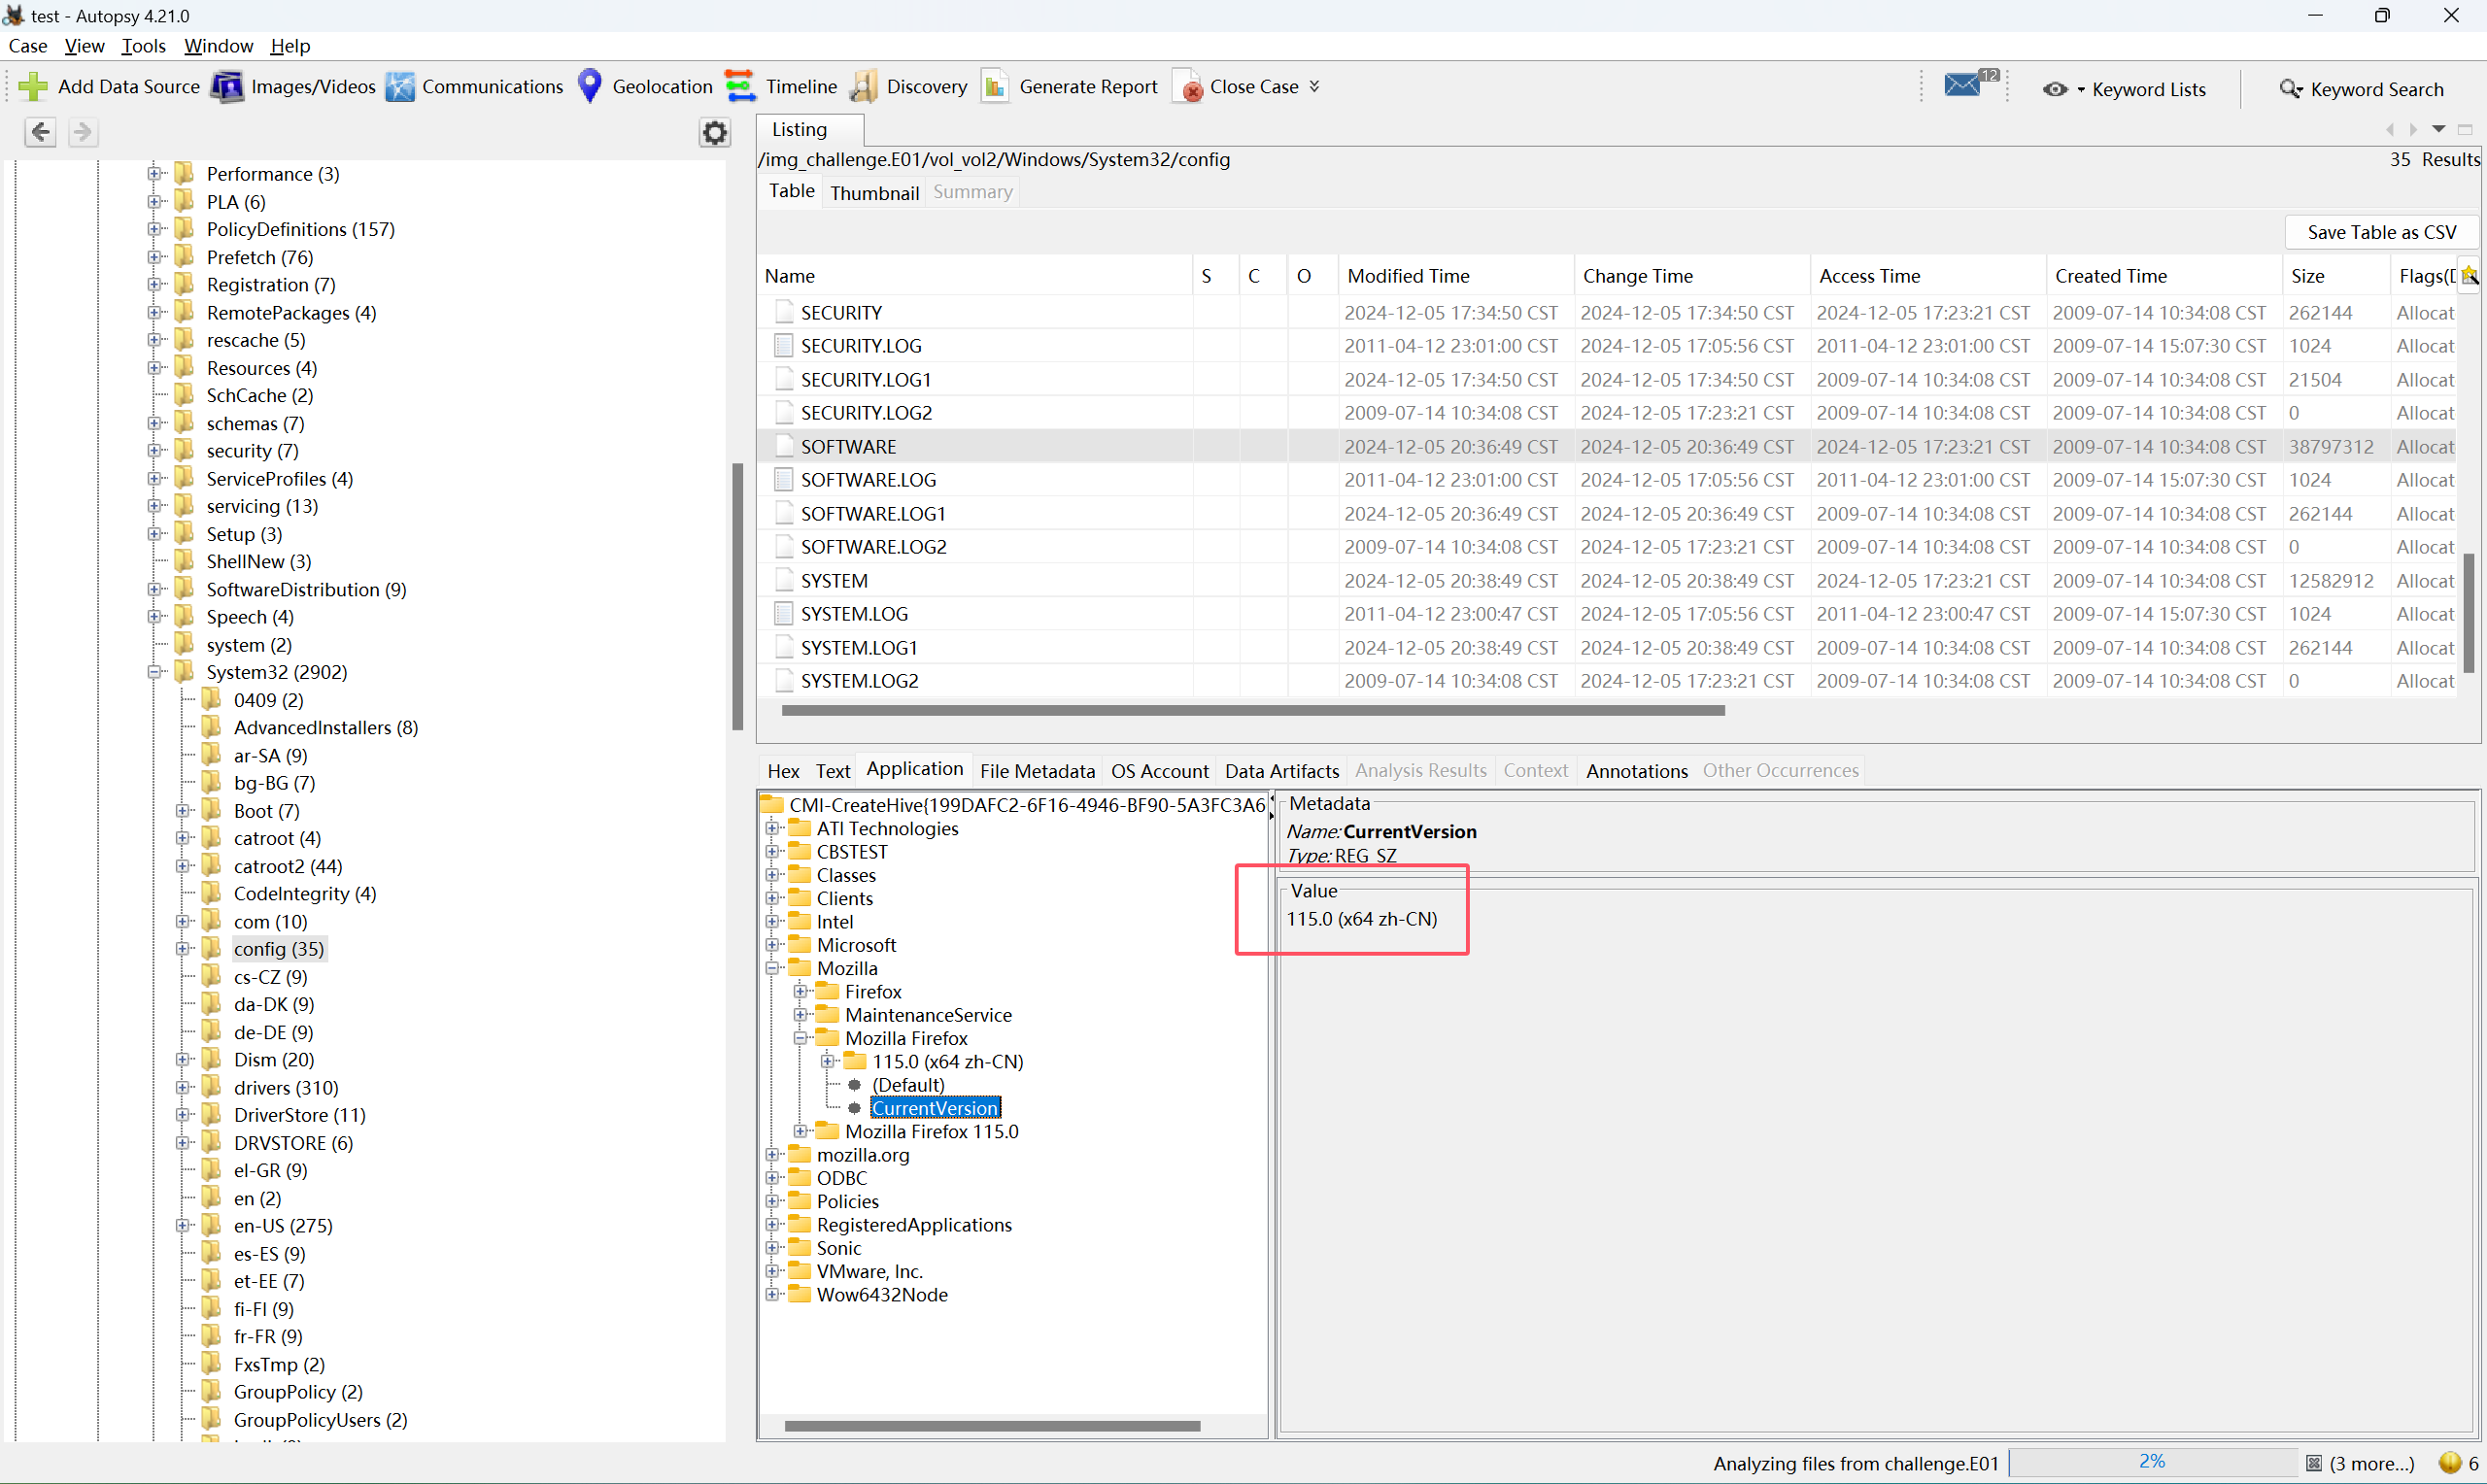 test - Autopsy 4.21.0
Case View Tools Window Help
Add Data Source Images/Videos Communications Geolocation Timeline Discovery Generate Report Close Case 12 Keyword Lists Keyword Search
Performance (3)
PLA (6)
PolicyDefinitions (157)
Prefetch (76)
Registration (7)
RemotePackages (4)
rescache (5)
Resources (4)
SchCache (2)
schemas (7)
security (7)
ServiceProfiles (4)
servicing (13)
Setup (3)
ShellNew (3)
SoftwareDistribution (9)
Speech (4)
system (2)
System32 (2902)
0409 (2)
AdvancedInstallers (8)
ar-SA (9)
bg-BG (7)
Boot (7)
catroot (4)
catroot2 (44)
CodeIntegrity (4)
com (10)
config (35)
cs-CZ (9)
da-DK (9)
de-DE (9)
Dism (20)
drivers (310)
DriverStore (11)
DRVSTORE (6)
el-GR (9)
en (2)
en-US (275)
es-ES (9)
et-EE (7)
fi-FI (9)
fr-FR (9)
FxsTmp (2)
GroupPolicy (2)
GroupPolicyUsers (2)
Listing
/img_challenge.E01/vol_vol2/Windows/System32/config 35 Results
Table Thumbnail Summary
Save Table as CSV
Name S C O Modified Time Change Time Access Time Created Time Size Flags(D
SECURITY 2024-12-05 17:34:50 CST 2024-12-05 17:34:50 CST 2024-12-05 17:23:21 CST 2009-07-14 10:34:08 CST 262144 Allocat
SECURITY.LOG 2011-04-12 23:01:00 CST 2024-12-05 17:05:56 CST 2011-04-12 23:01:00 CST 2009-07-14 15:07:30 CST 1024 Allocat
SECURITY.LOG1 2024-12-05 17:34:50 CST 2024-12-05 17:34:50 CST 2009-07-14 10:34:08 CST 2009-07-14 10:34:08 CST 21504 Allocat
SECURITY.LOG2 2009-07-14 10:34:08 CST 2024-12-05 17:23:21 CST 2009-07-14 10:34:08 CST 2009-07-14 10:34:08 CST 0 Allocat
SOFTWARE 2024-12-05 20:36:49 CST 2024-12-05 20:36:49 CST 2024-12-05 17:23:21 CST 2009-07-14 10:34:08 CST 38797312 Allocat
SOFTWARE.LOG 2011-04-12 23:01:00 CST 2024-12-05 17:05:56 CST 2011-04-12 23:01:00 CST 2009-07-14 15:07:30 CST 1024 Allocat
SOFTWARE.LOG1 2024-12-05 20:36:49 CST 2024-12-05 20:36:49 CST 2009-07-14 10:34:08 CST 2009-07-14 10:34:08 CST 262144 Allocat
SOFTWARE.LOG2 2009-07-14 10:34:08 CST 2024-12-05 17:23:21 CST 2009-07-14 10:34:08 CST 2009-07-14 10:34:08 CST 0 Allocat
SYSTEM 2024-12-05 20:38:49 CST 2024-12-05 20:38:49 CST 2024-12-05 17:23:21 CST 2009-07-14 10:34:08 CST 12582912 Allocat
SYSTEM.LOG 2011-04-12 23:00:47 CST 2024-12-05 17:05:56 CST 2011-04-12 23:00:47 CST 2009-07-14 15:07:30 CST 1024 Allocat
SYSTEM.LOG1 2024-12-05 20:38:49 CST 2024-12-05 20:38:49 CST 2009-07-14 10:34:08 CST 2009-07-14 10:34:08 CST 262144 Allocat
SYSTEM.LOG2 2009-07-14 10:34:08 CST 2024-12-05 17:23:21 CST 2009-07-14 10:34:08 CST 2009-07-14 10:34:08 CST 0 Allocat
Hex Text Application File Metadata OS Account Data Artifacts Analysis Results Context Annotations Other Occurrences
CMI-CreateHive{199DAFC2-6F16-4946-BF90-5A3FC3A6
ATI Technologies
CBSTEST
Classes
Clients
Intel
Microsoft
Mozilla
Firefox
MaintenanceService
Mozilla Firefox
115.0 (x64 zh-CN)
(Default)
CurrentVersion
Mozilla Firefox 115.0
mozilla.org
ODBC
Policies
RegisteredApplications
Sonic
VMware, Inc.
Wow6432Node
Metadata
Name: CurrentVersion
Type: REG_SZ
Value
115.0 (x64 zh-CN)
Analyzing files from challenge.E01 2% (3 more...) 6